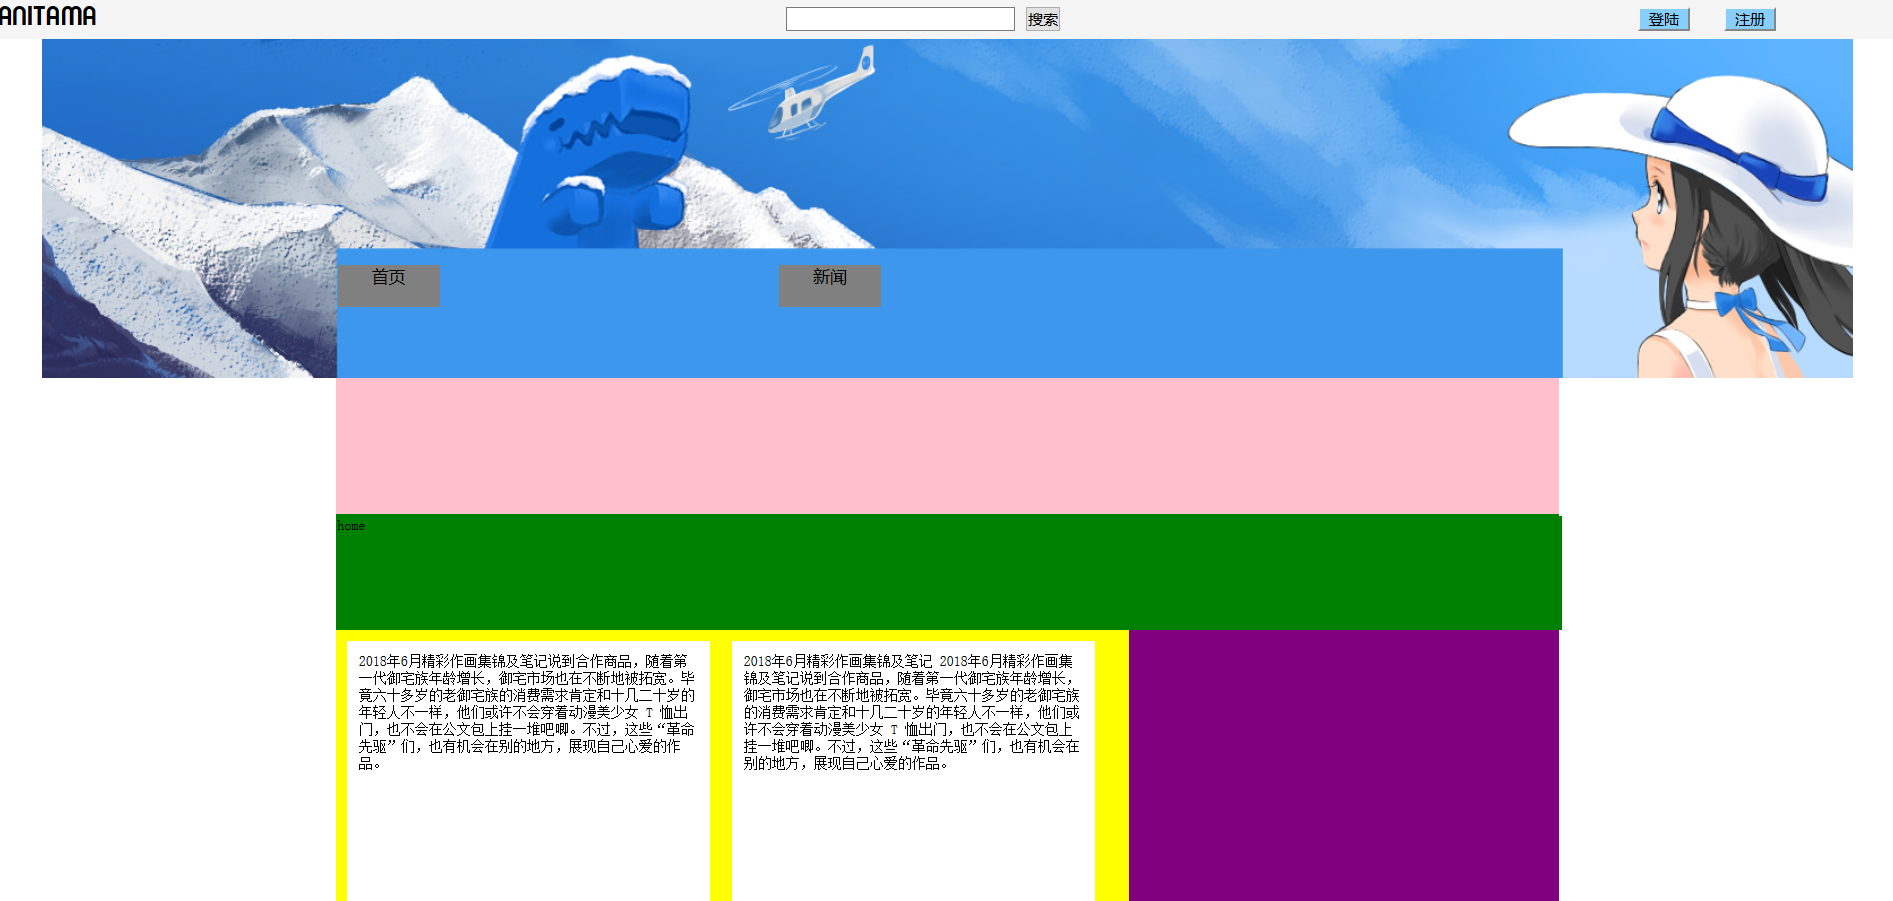 ANITAMA
搜索
登陆
注册
首页
新闻
home
2018年6月精彩作画集锦及笔记说到合作商品，随着第
一代御宅族年龄增长，御宅市场也在不断地被拓宽。毕
竟六十多岁的老御宅族的消费需求肯定和十几二十岁的
年轻人不一样，他们或许不会穿着动漫美少女 T 恤出
门，也不会在公文包上挂一堆吧唧。不过，这些“革命
先驱”们，也有机会在别的地方，展现自己心爱的作
品。
2018年6月精彩作画集锦及笔记 2018年6月精彩作画集
锦及笔记说到合作商品，随着第一代御宅族年龄增长，
御宅市场也在不断地被拓宽。毕竟六十多岁的老御宅族
的消费需求肯定和十几二十岁的年轻人不一样，他们或
许不会穿着动漫美少女 T 恤出门，也不会在公文包上
挂一堆吧唧。不过，这些“革命先驱”们，也有机会在
别的地方，展现自己心爱的作品。